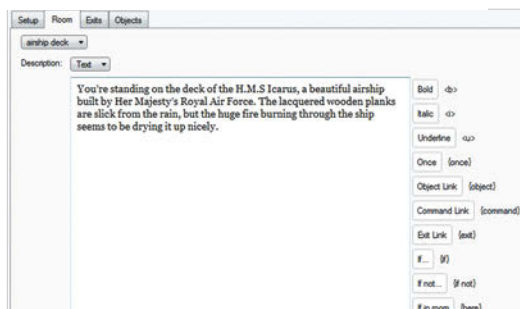 Setup Room Exits Objects
airship deck
Description: Text
You're standing on the deck of the H.M.S Icarus, a beautiful airship
built by Her Majesty's Royal Air Force. The lacquered wooden planks
are slick from the rain, but the huge fire burning through the ship
seems to be drying it up nicely.
Bold <b>
Italic <i>
Underline <u>
Once {once}
Object Link {object}
Command Link {command}
Exit Link {exit}
If... {if}
If not... {if not}
If in room {here}